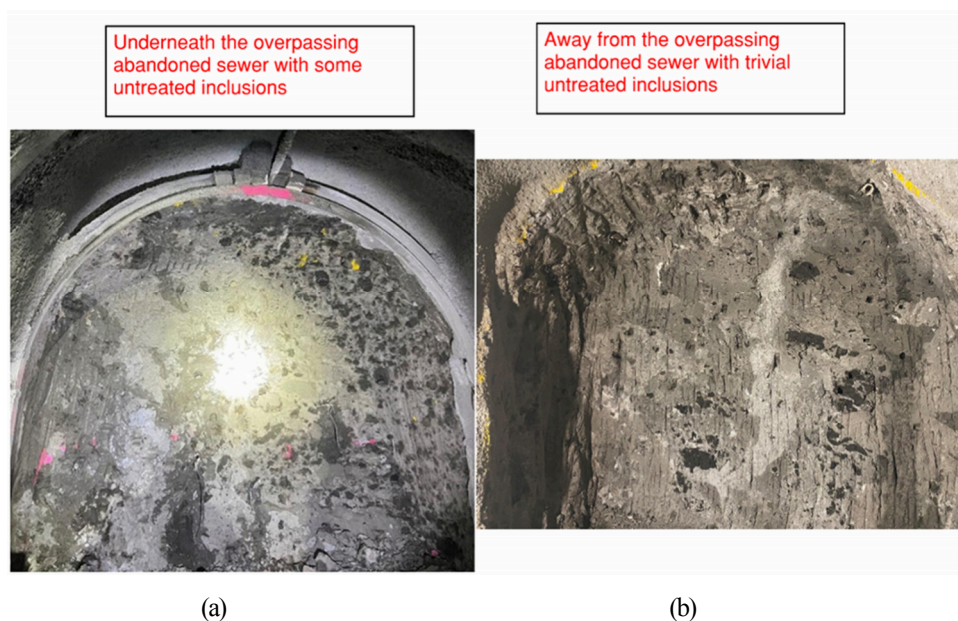 Underneath the overpassing
abandoned sewer with some
untreated inclusions
Away from the overpassing
abandoned sewer with trivial
untreated inclusions
(a)
(b)